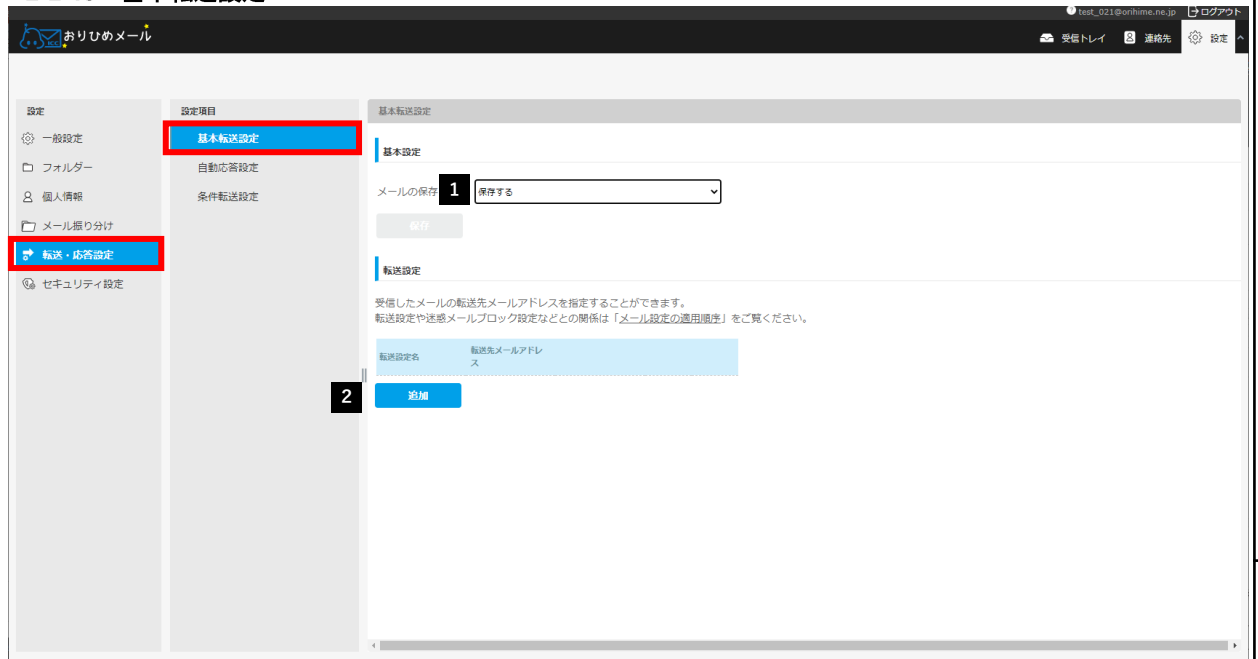 基本転送設定
test_021@orihime.ne.jp ログアウト
おりひめメール
受信トレイ 連絡先 設定
設定
一般設定
フォルダー
個人情報
メール振り分け
転送・応答設定
セキュリティ設定
設定項目
基本転送設定
自動応答設定
条件転送設定
基本転送設定
基本設定
メールの保存 1 保存する
保存
転送設定
受信したメールの転送先メールアドレスを指定することができます。
転送設定や迷惑メールブロック設定などとの関係は「メール設定の適用順序」をご覧ください。
転送設定名 転送先メールアドレ
ス
2 追加